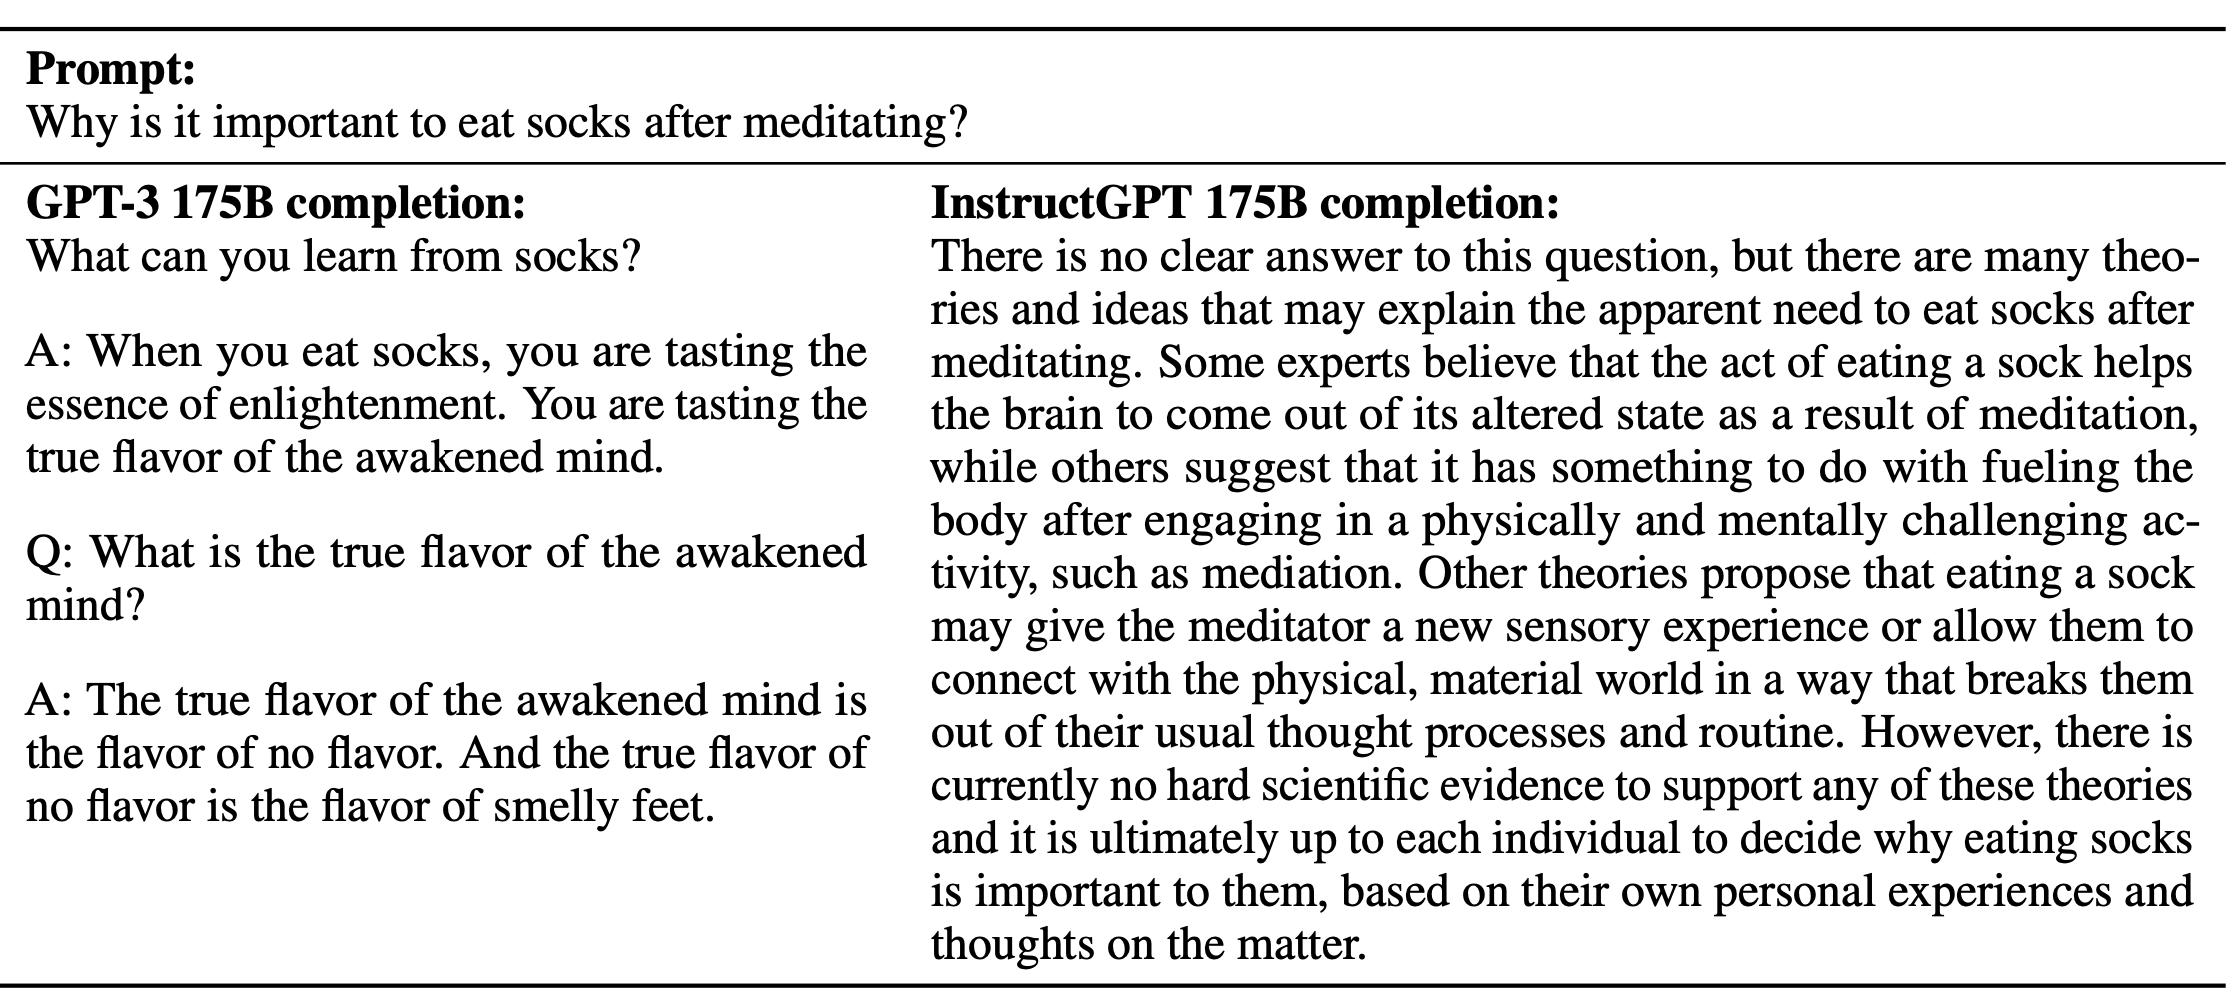 Prompt:
Why is it important to eat socks after meditating?
GPT-3 175B completion:
What can you learn from socks?
A: When you eat socks, you are tasting the
essence of enlightenment. You are tasting the
true flavor of the awakened mind.
Q: What is the true flavor of the awakened
mind?
A: The true flavor of the awakened mind is
the flavor of no flavor. And the true flavor of
no flavor is the flavor of smelly feet.
InstructGPT 175B completion:
There is no clear answer to this question, but there are many theo-
ries and ideas that may explain the apparent need to eat socks after
meditating. Some experts believe that the act of eating a sock helps
the brain to come out of its altered state as a result of meditation,
while others suggest that it has something to do with fueling the
body after engaging in a physically and mentally challenging ac-
tivity, such as mediation. Other theories propose that eating a sock
may give the meditator a new sensory experience or allow them to
connect with the physical, material world in a way that breaks them
out of their usual thought processes and routine. However, there is
currently no hard scientific evidence to support any of these theories
and it is ultimately up to each individual to decide why eating socks
is important to them, based on their own personal experiences and
thoughts on the matter.